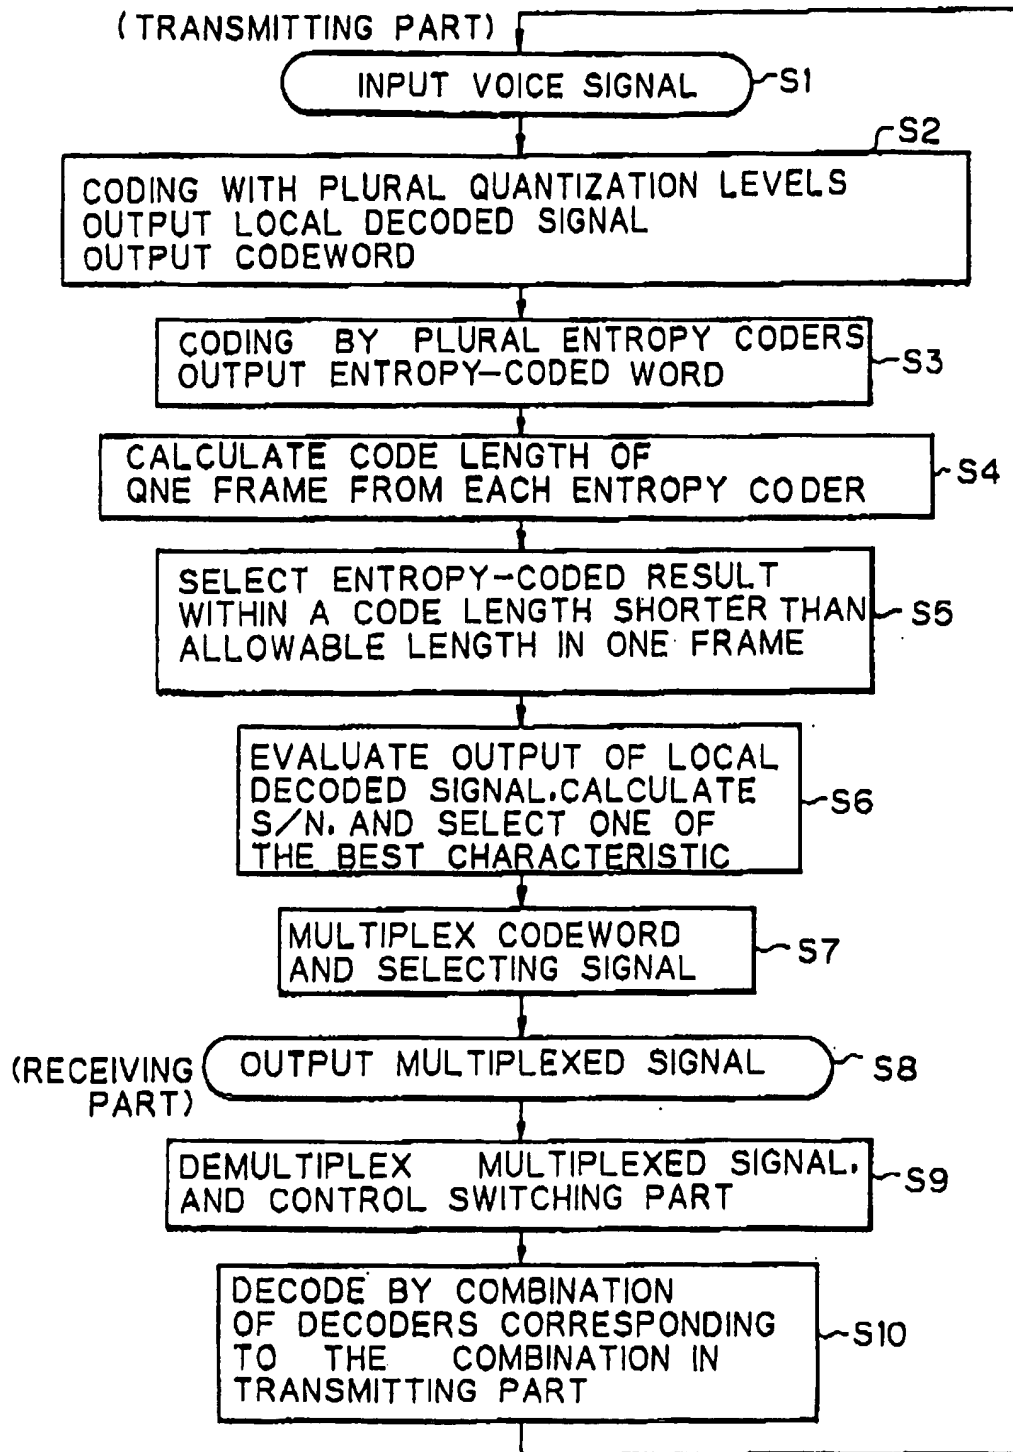 (TRANSMITTING PART)
INPUT VOICE SIGNAL
S1
S2
CODING WITH PLURAL QUANTIZATION LEVELS
OUTPUT LOCAL DECODED SIGNAL
OUTPUT CODEWORD
CODING BY PLURAL ENTROPY CODERS
OUTPUT ENTROPY-CODED WORD
S3
CALCULATE CODE LENGTH OF
ONE FRAME FROM EACH ENTROPY CODER
S4
SELECT ENTROPY-CODED RESULT
WITHIN A CODE LENGTH SHORTER THAN
ALLOWABLE LENGTH IN ONE FRAME
S5
EVALUATE OUTPUT OF LOCAL
DECODED SIGNAL. CALCULATE
S/N. AND SELECT ONE OF
THE BEST CHARACTERISTIC
S6
MULTIPLEX CODEWORD
AND SELECTING SIGNAL
S7
(RECEIVING
PART)
OUTPUT MULTIPLEXED SIGNAL
S8
DEMULTIPLEX MULTIPLEXED SIGNAL.
AND CONTROL SWITCHING PART
S9
DECODE BY COMBINATION
OF DECODERS CORRESPONDING
TO THE COMBINATION IN
TRANSMITTING PART
S10